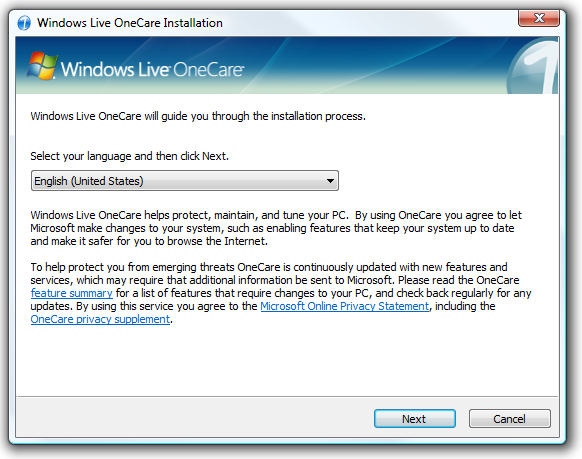 Windows Live OneCare Installation
Windows Live OneCare
Windows Live OneCare will guide you through the installation process.
Select your language and then click Next.
English (United States)
Windows Live OneCare helps protect, maintain, and tune your PC.  By using OneCare you agree to let
Microsoft make changes to your system, such as enabling features that keep your system up to date
and make it safer for you to browse the Internet.
To help protect you from emerging threats OneCare is continuously updated with new features and
services, which may require that additional information be sent to Microsoft. Please read the OneCare
feature summary for a list of features that require changes to your PC, and check back regularly for any
updates. By using this service you agree to the Microsoft Online Privacy Statement, including the
OneCare privacy supplement.
Next
Cancel